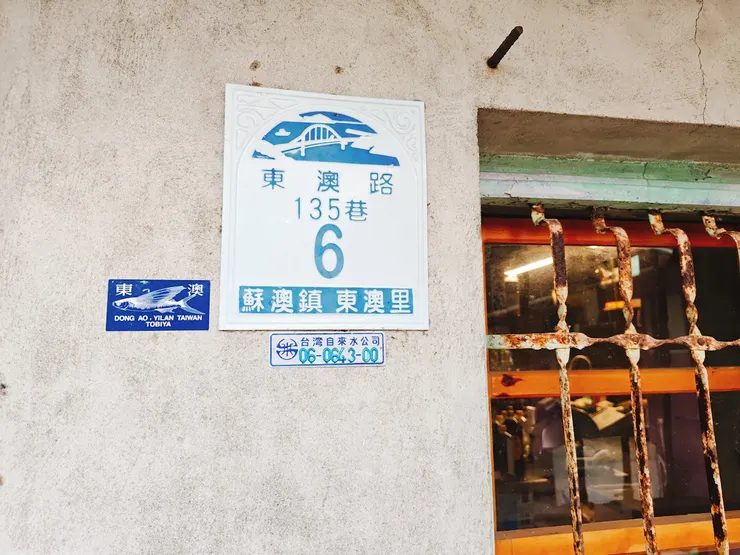 東澳路
135巷
6
蘇澳鎮 東澳里
東 澳
DONG AO , YILAN TAIWAN
TOBIYA
台湾自來水公司
06-0643-00